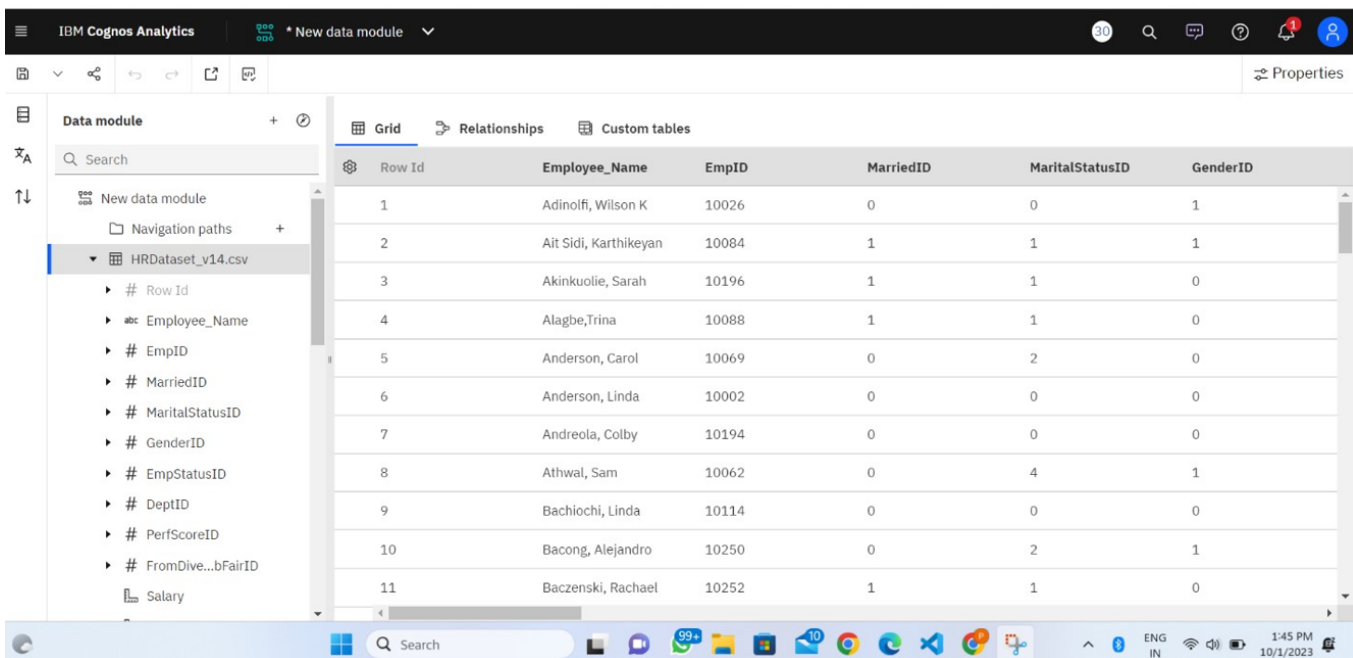 IBM Cognos Analytics * New data module 30 1
Properties
Data module Grid Relationships Custom tables
Search
Row Id Employee_Name EmpID MarriedID MaritalStatusID GenderID
New data module
Navigation paths +
HRDataset_v14.csv
# Row Id
abc Employee_Name
# EmpID
# MarriedID
# MaritalStatusID
# GenderID
# EmpStatusID
# DeptID
# PerfScoreID
# FromDive...bFairID
Salary
1 Adinolfi, Wilson K 10026 0 0 1
2 Ait Sidi, Karthikeyan 10084 1 1 1
3 Akinkuolie, Sarah 10196 1 1 0
4 Alagbe,Trina 10088 1 1 0
5 Anderson, Carol 10069 0 2 0
6 Anderson, Linda 10002 0 0 0
7 Andreola, Colby 10194 0 0 0
8 Athwal, Sam 10062 0 4 1
9 Bachiochi, Linda 10114 0 0 0
10 Bacong, Alejandro 10250 0 2 1
11 Baczenski, Rachael 10252 1 1 0
Search 99+ 10 ENG IN 1:45 PM 10/1/2023